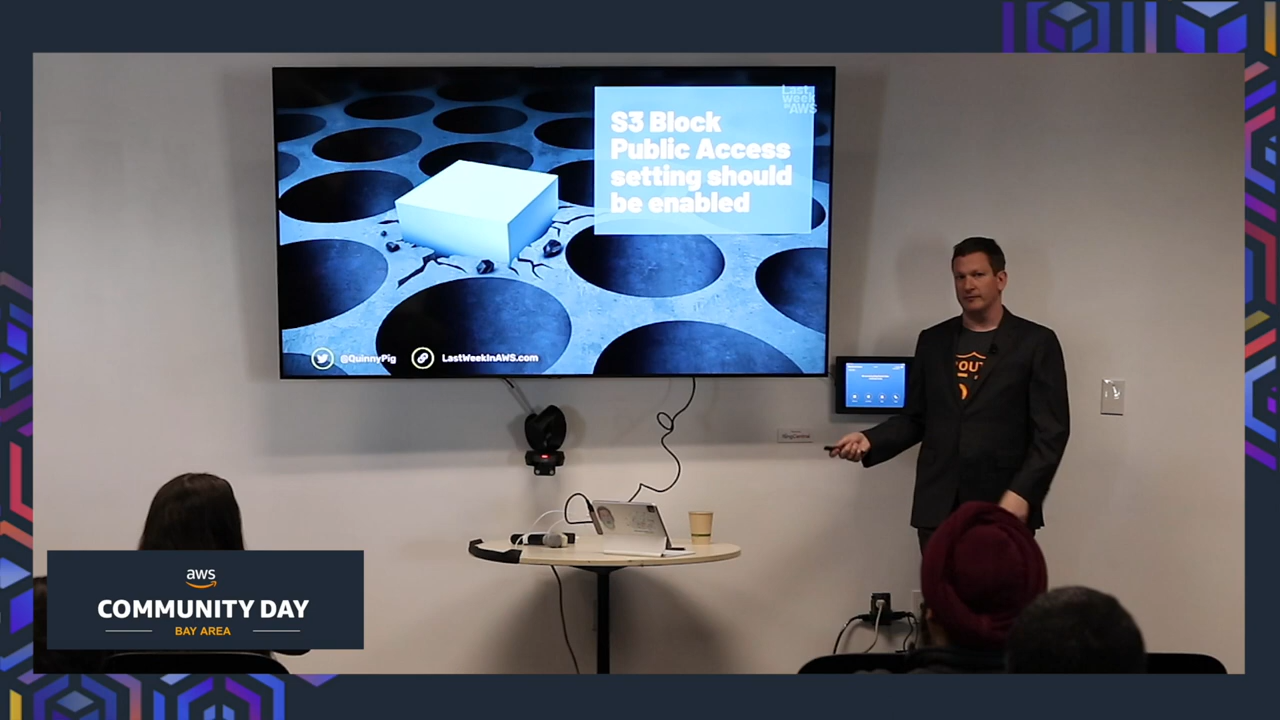 Last
week
in AWS
S3 Block
Public Access
setting should
be enabled
@QuinnyPig
LastWeekInAWS.com
RingCentral
aws
COMMUNITY DAY
BAY AREA